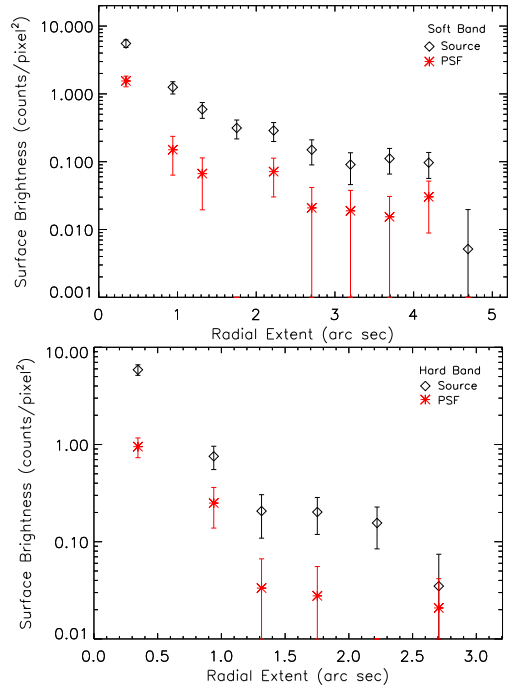 10.000
1.000
0.100
0.010
0.001
Surface Brightness (counts/pixel²)
Soft Band
Source
PSF
0 1 2 3 4 5
Radial Extent (arc sec)
10.00
1.00
0.10
0.01
Surface Brightness (counts/pixel²)
Hard Band
Source
PSF
0.0 0.5 1.0 1.5 2.0 2.5 3.0
Radial Extent (arc sec)